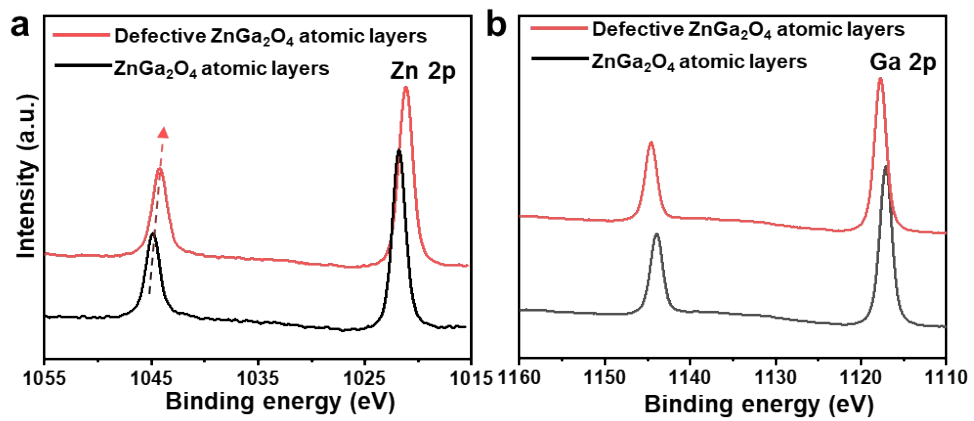 a
Defective ZnGa₂O₄ atomic layers
ZnGa₂O₄ atomic layers
Zn 2p
Intensity (a.u.)
1055 1045 1035 1025 1015
Binding energy (eV)
b
Defective ZnGa₂O₄ atomic layers
ZnGa₂O₄ atomic layers
Ga 2p
1160 1150 1140 1130 1120 1110
Binding energy (eV)